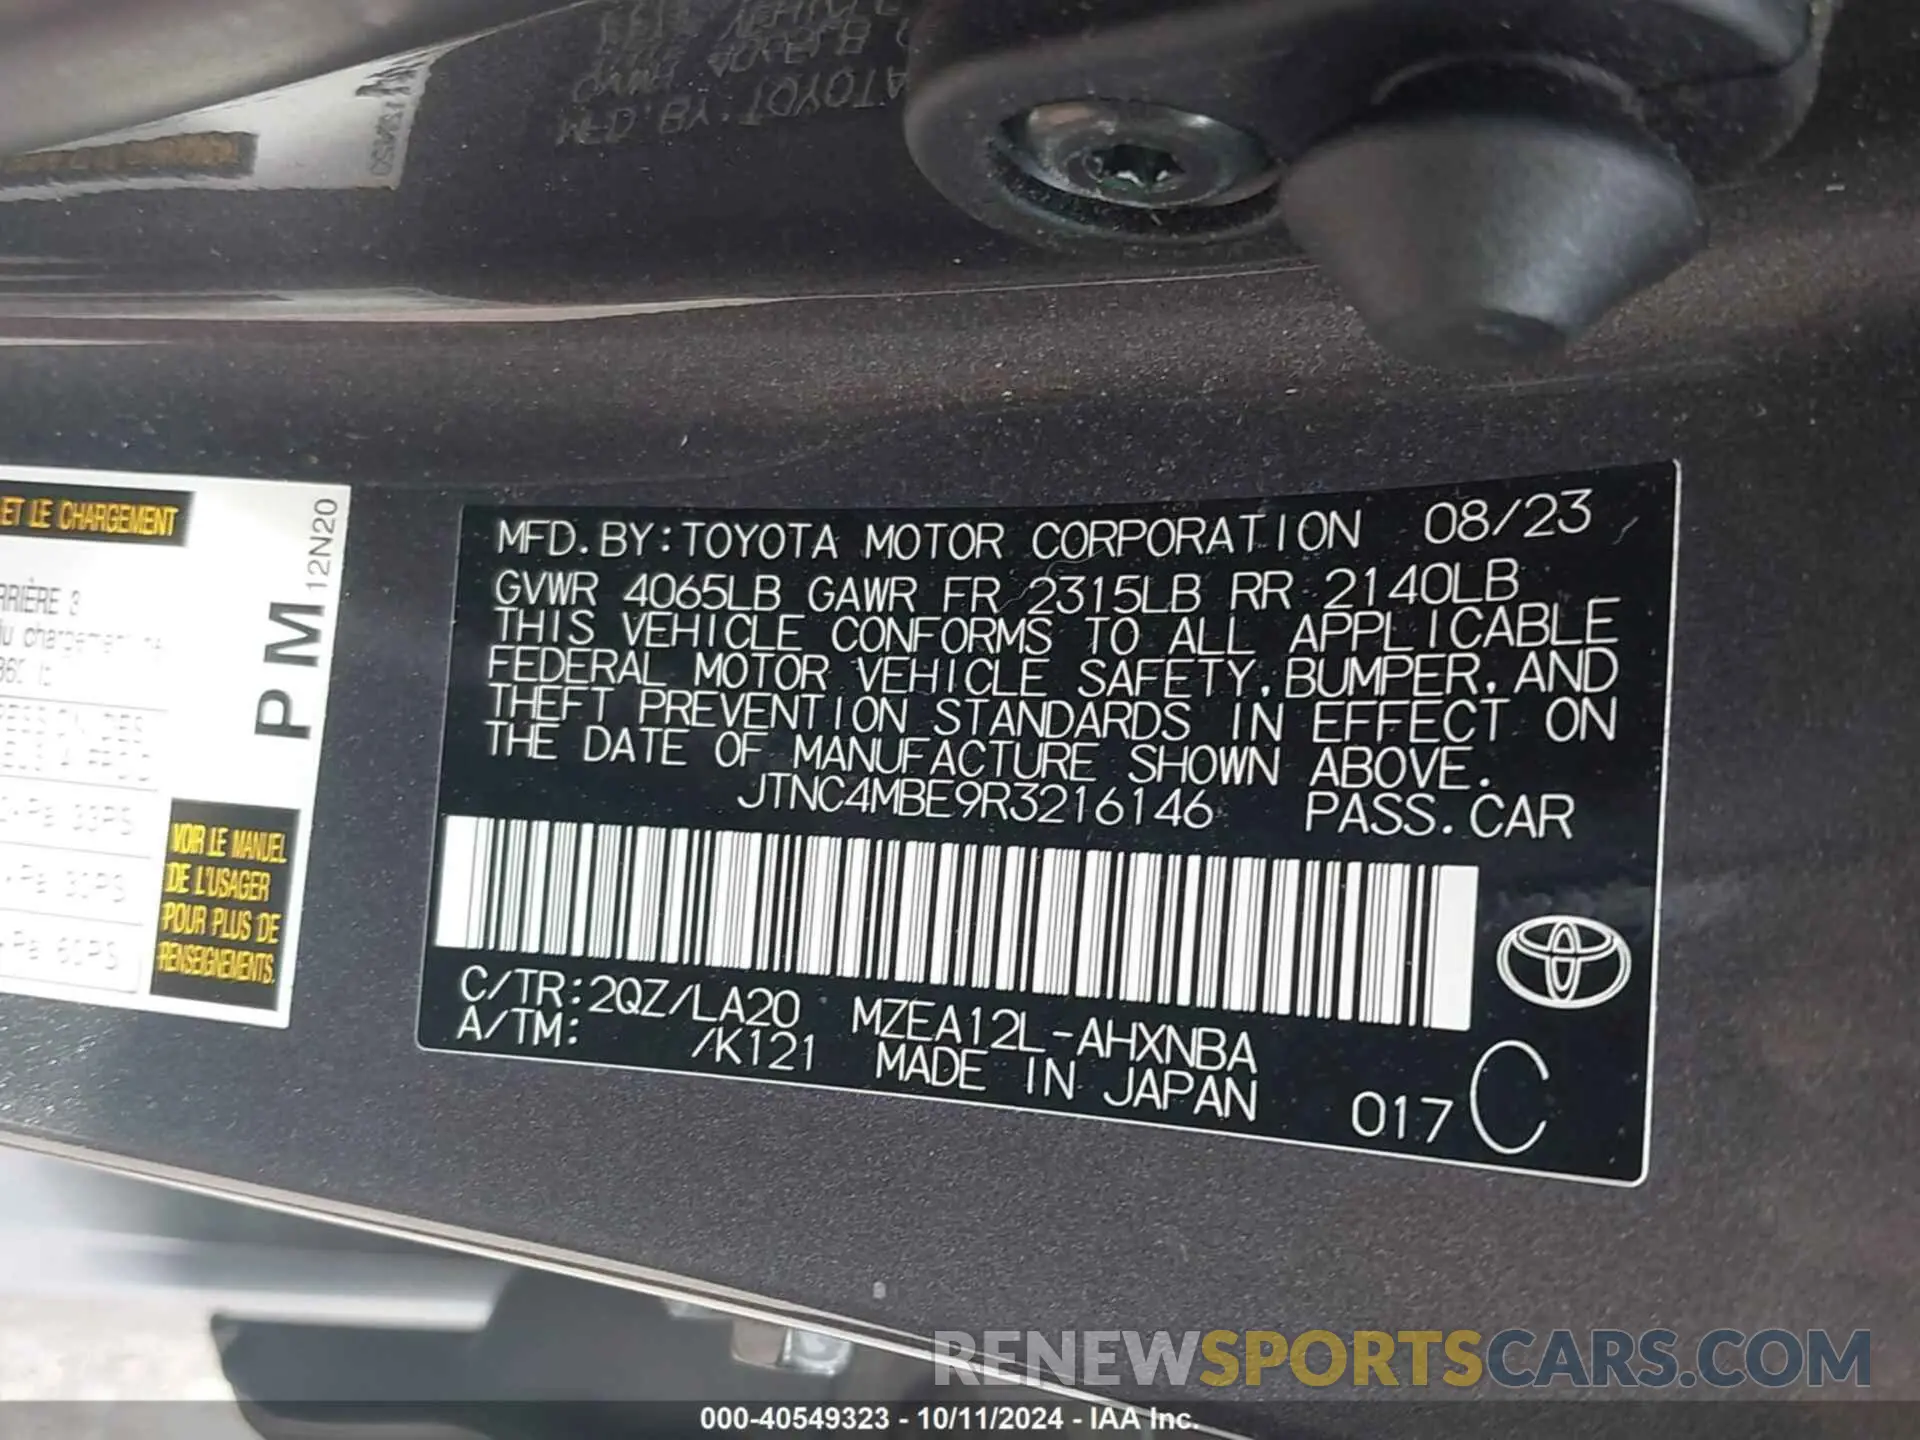 ET LE CHARGEMENT
RRIÈRE 3
PM 12N20
VOIR LE MANUEL
DE L'USAGER
POUR PLUS DE
RENSEIGNEMENTS.
MFD. BY: TOYOTA MOTOR CORPORATION 08/23
GVWR 4065LB GAWR FR 2315LB RR 2140LB
THIS VEHICLE CONFORMS TO ALL APPLICABLE
FEDERAL MOTOR VEHICLE SAFETY, BUMPER, AND
THEFT PREVENTION STANDARDS IN EFFECT ON
THE DATE OF MANUFACTURE SHOWN ABOVE.
JTNC4MBE9R3216146 PASS. CAR
C/TR: 2QZ/LA20 MZEA12L-AHXNBA
A/TM: /K121 MADE IN JAPAN
017 C
RENEWSPORTSCARS.COM
000-40549323 - 10/11/2024 - IAA Inc.